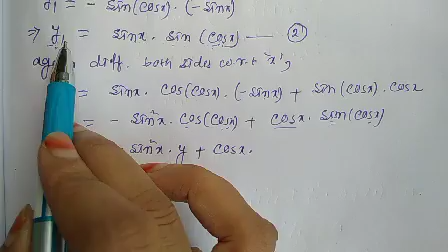 y₁ = - sin(cosx) · (- sinx)
⇒ y₁ = sinx · sin (cosx) —— ②
diff. both sides w.r.t 'x',
= sinx · cos(cosx) · (-sinx) + sin(cosx) · cosx
= - sin²x · cos(cosx) + cosx · sin(cosx)
sin²x · y + cosx ·